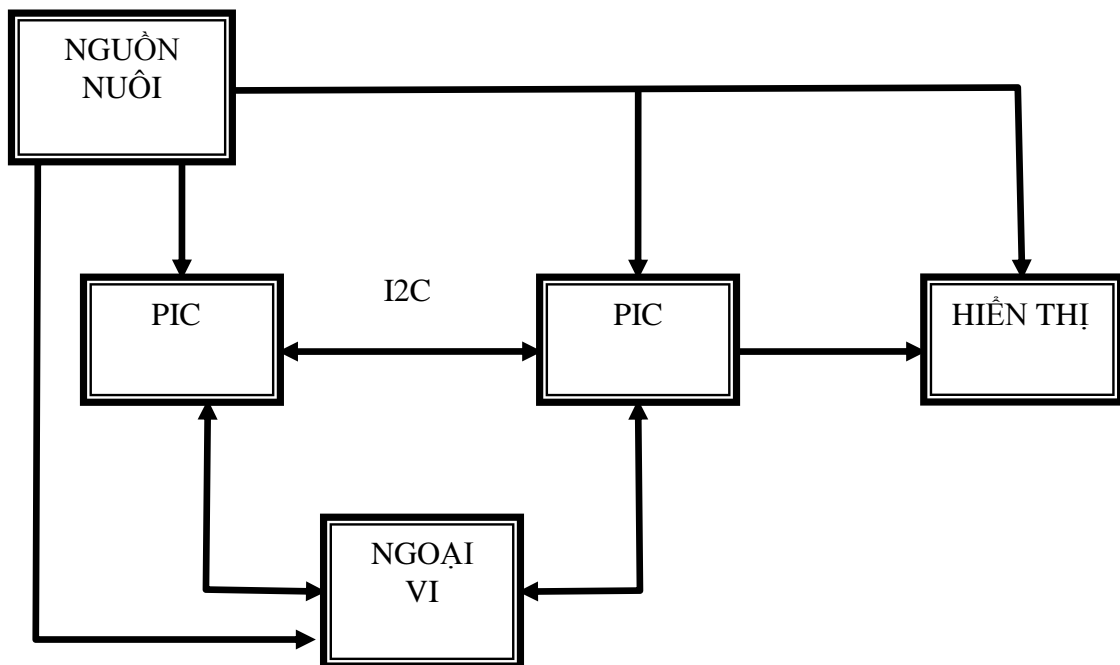 NGUỒN
NUÔI
I2C
PIC
PIC
HIỂN THỊ
NGOẠI
VI